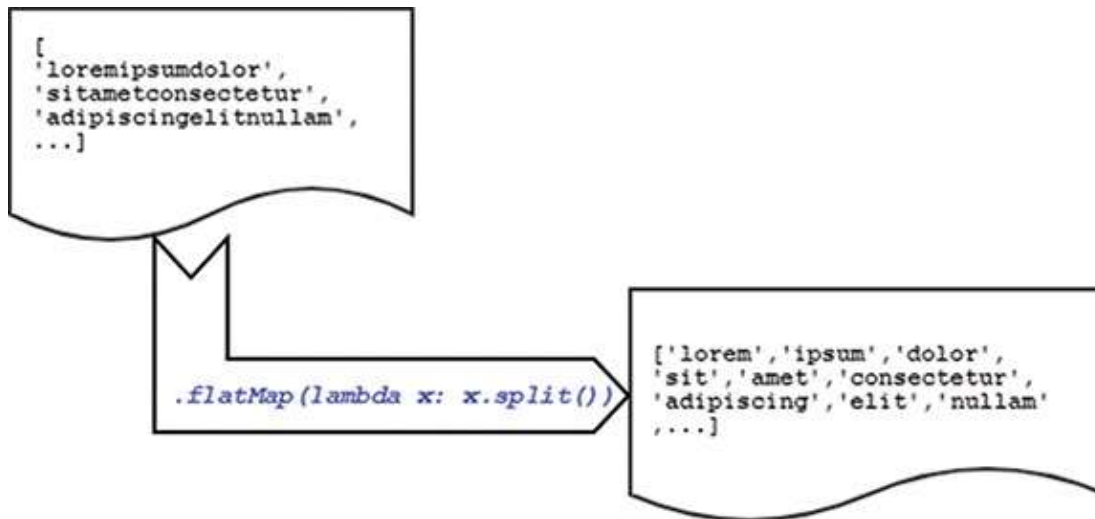 [
'loremipsumdolor',
'sitametconsectetur',
'adipiscingelitnullam',
...]
.flatMap(lambda x: x.split())
['lorem','ipsum','dolor',
'sit','amet','consectetur',
'adipiscing','elit','nullam'
,...]